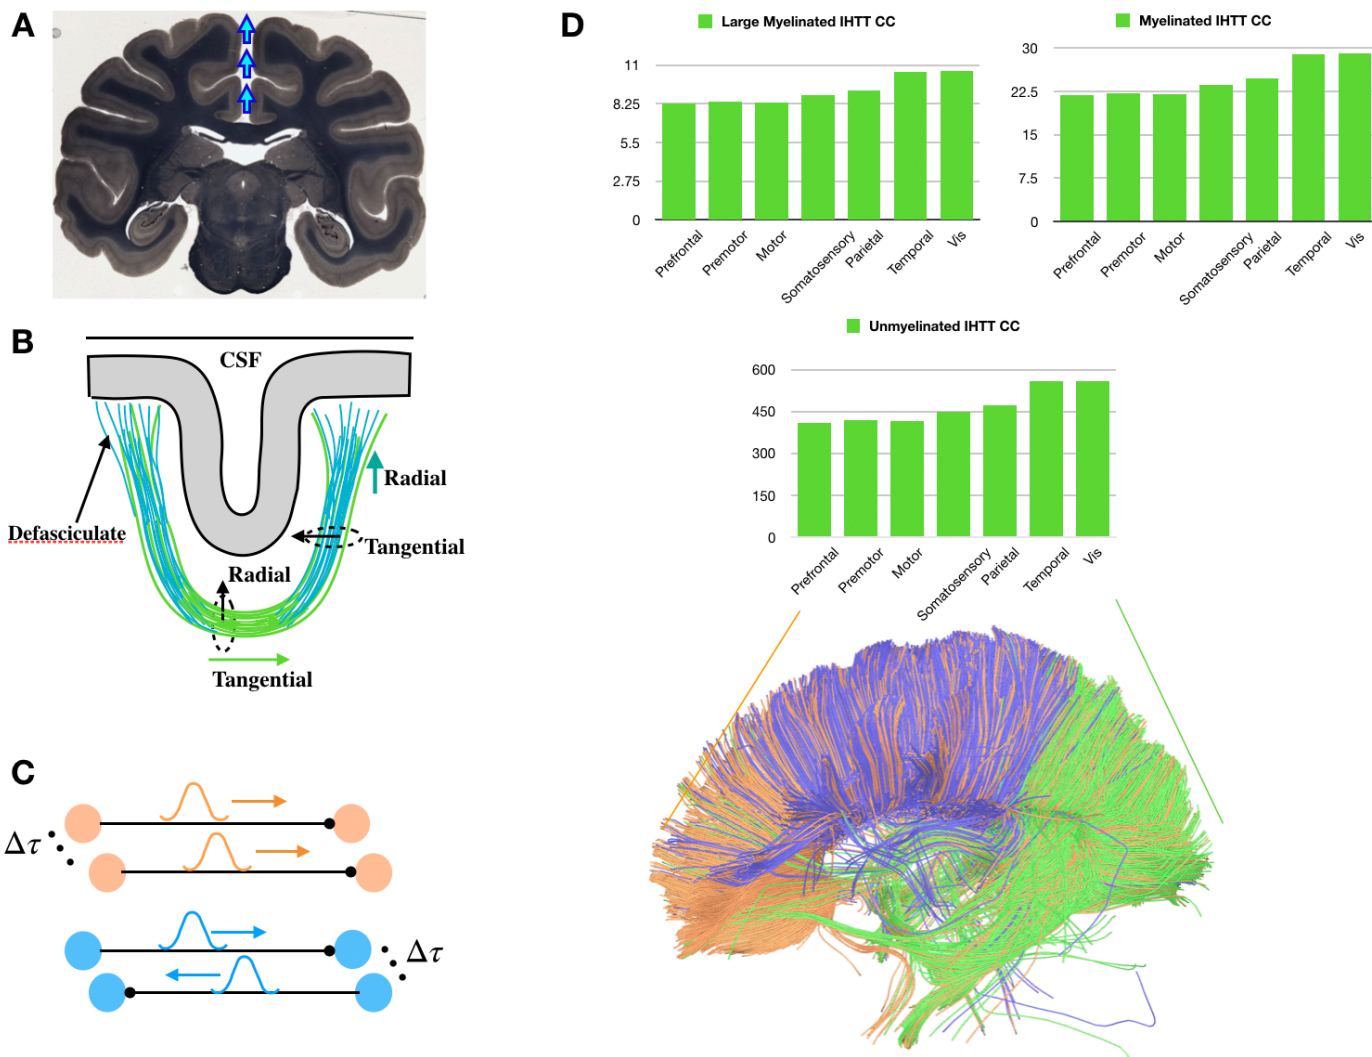 A
B
CSF
Radial
Defasciculate
Tangential
Radial
Tangential
C
Δτ
Δτ
D
Large Myelinated IHTT CC
11
8.25
5.5
2.75
0
Prefrontal
Premotor
Motor
Somatosensory
Parietal
Temporal
Vis
Myelinated IHTT CC
30
22.5
15
7.5
0
Prefrontal
Premotor
Motor
Somatosensory
Parietal
Temporal
Vis
Unmyelinated IHTT CC
600
450
300
150
0
Prefrontal
Premotor
Motor
Somatosensory
Parietal
Temporal
Vis